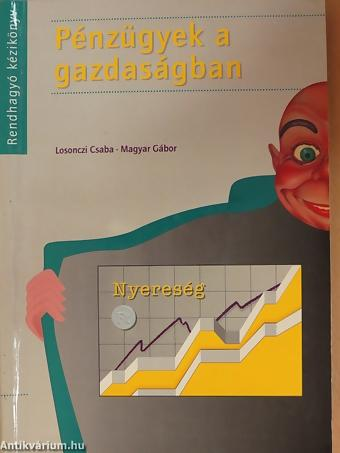 Rendhagyó kézikönyv
Pénzügyek a
gazdaságban
Losonczi Csaba - Magyar Gábor
Nyereség
Antikvárium.hu